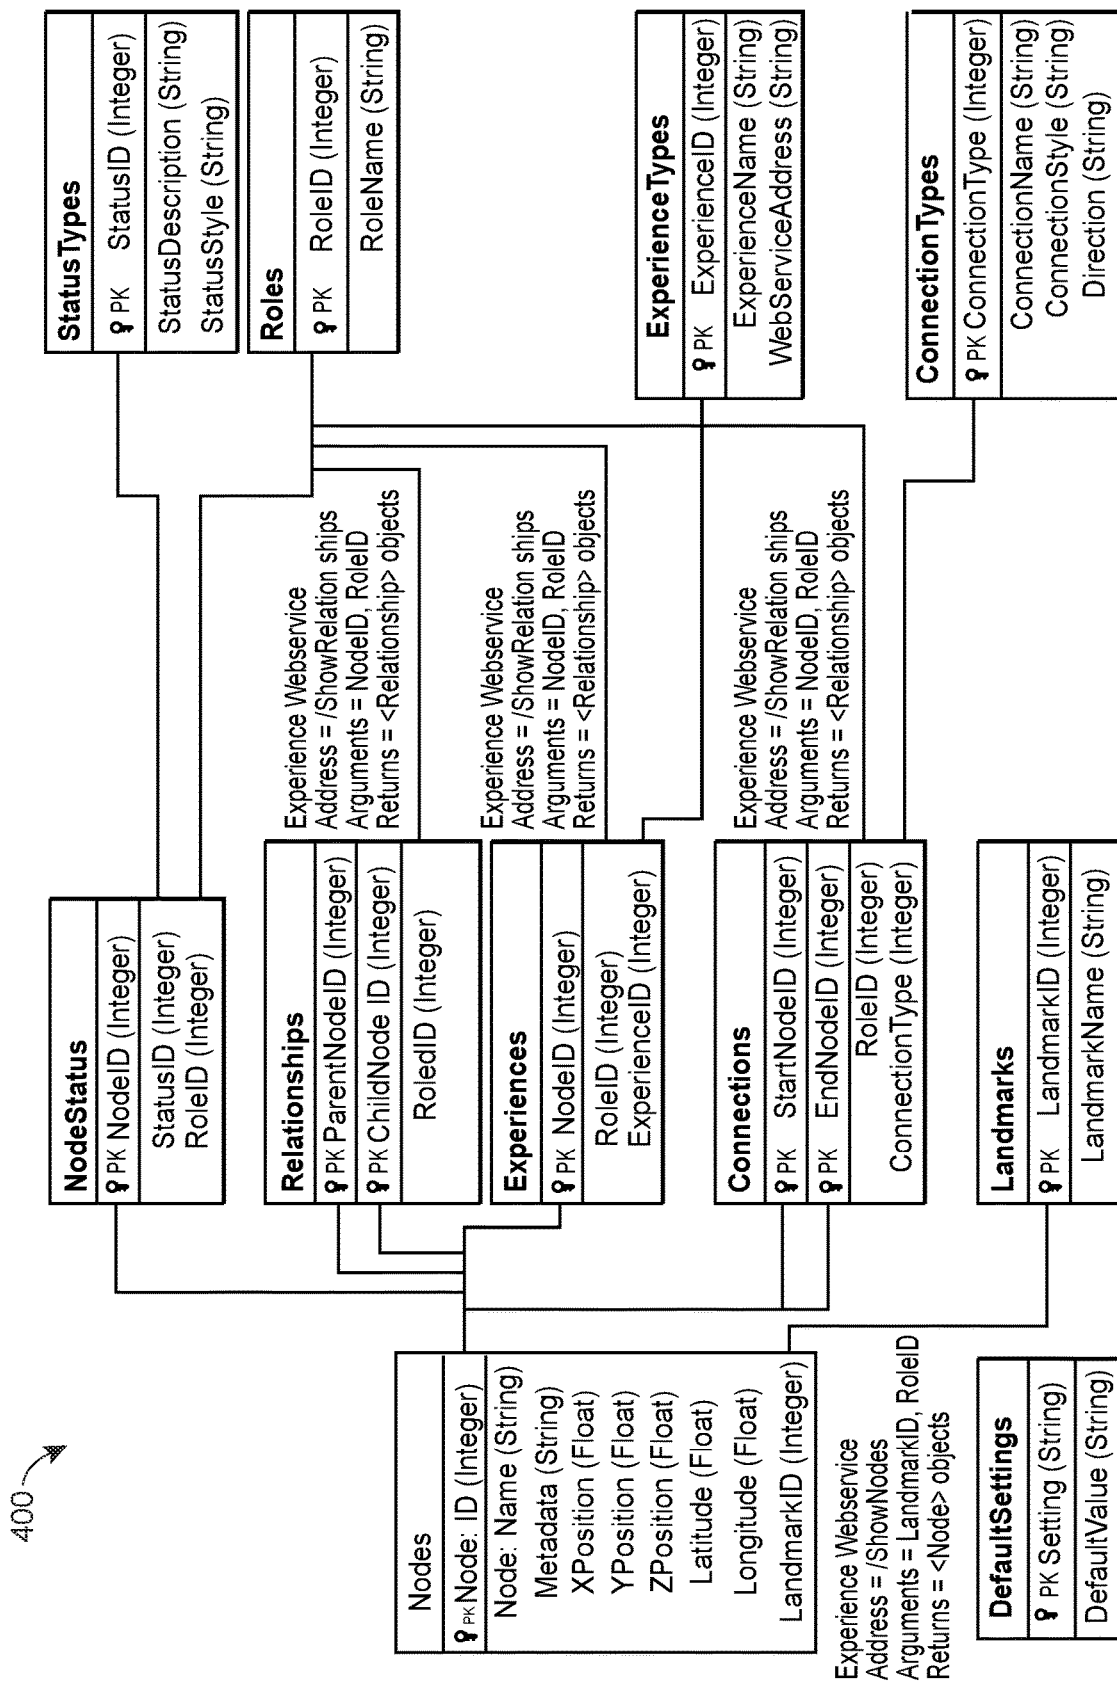 400
Nodes
PK Node: ID (Integer)
Node: Name (String)
Metadata (String)
XPosition (Float)
YPosition (Float)
ZPosition (Float)
Latitude (Float)
Longitude (Float)
LandmarkID (Integer)
Experience Webservice
Address = /ShowNodes
Arguments = LandmarkID, RoleID
Returns = <Node> objects
DefaultSettings
PK Setting (String)
DefaultValue (String)
NodeStatus
PK NodeID (Integer)
StatusID (Integer)
RoleID (Integer)
Relationships
PK ParentNodeID (Integer)
PK ChildNode ID (Integer)
RoledID (Integer)
Experiences
PK NodeID (Integer)
RoleID (Integer)
ExperienceID (Integer)
Connections
PK StartNodeID (Integer)
PK EndNodeID (Integer)
RoleID (Integer)
ConnectionType (Integer)
Landmarks
PK LandmarkID (Integer)
LandmarkName (String)
Experience Webservice
Address = /ShowRelation ships
Arguments = NodeID, RoleID
Returns = <Relationship> objects
Experience Webservice
Address = /ShowRelation ships
Arguments = NodeID, RoleID
Returns = <Relationship> objects
Experience Webservice
Address = /ShowRelation ships
Arguments = NodeID, RoleID
Returns = <Relationship> objects
StatusTypes
PK StatusID (Integer)
StatusDescription (String)
StatusStyle (String)
Roles
PK RoleID (Integer)
RoleName (String)
ExperienceTypes
PK ExperienceID (Integer)
ExperienceName (String)
WebServiceAddress (String)
ConnectionTypes
PK ConnectionType (Integer)
ConnectionName (String)
ConnectionStyle (String)
Direction (String)